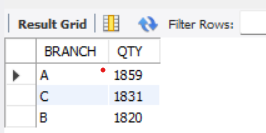 Result Grid Filter Rows:
BRANCH QTY
A 1859
C 1831
B 1820